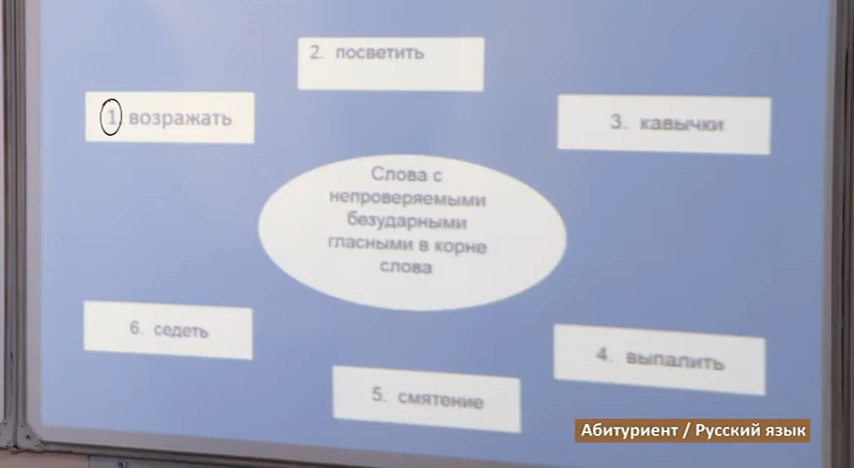 2. посветить
1. возражать
3. кавычки
Слова с
непроверяемыми
безударными
гласными в корне
слова
6. седеть
4. выпалить
5. смятение
Абитуриент / Русский язык